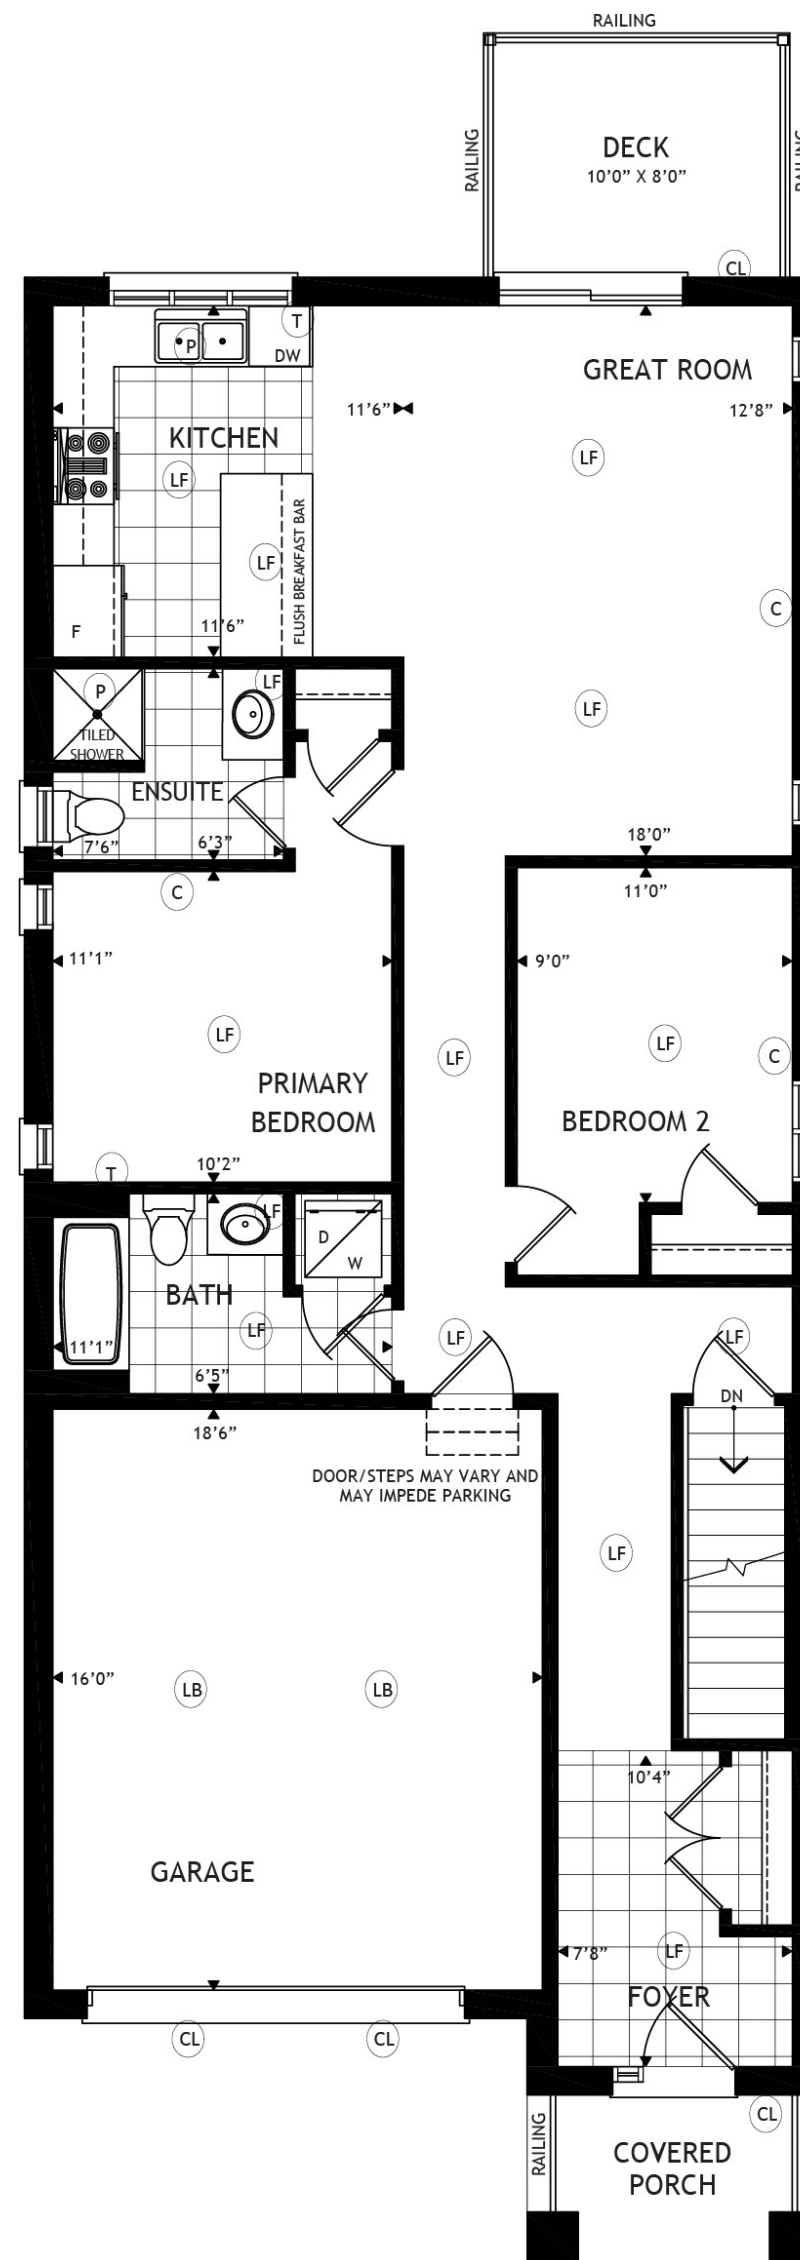 RAILING
RAILING
DECK
10'0" X 8'0"
CL
T
P
DW
GREAT ROOM
11'6"
12'8"
KITCHEN
LF
LF
FLUSH BREAKFAST BAR
LF
C
F
11'6"
LF
P
LF
TILED
SHOWER
ENSUITE
7'6"
6'3"
18'0"
C
11'0"
11'1"
9'0"
LF
LF
LF
C
PRIMARY
BEDROOM
BEDROOM 2
T
10'2"
LF
D
W
BATH
LF
LF
LF
11'1"
6'5"
DN
18'6"
DOOR/STEPS MAY VARY AND
MAY IMPEDE PARKING
LF
16'0"
LB
LB
10'4"
GARAGE
7'8"
LF
FOYER
CL
CL
CL
RAILING
COVERED
PORCH